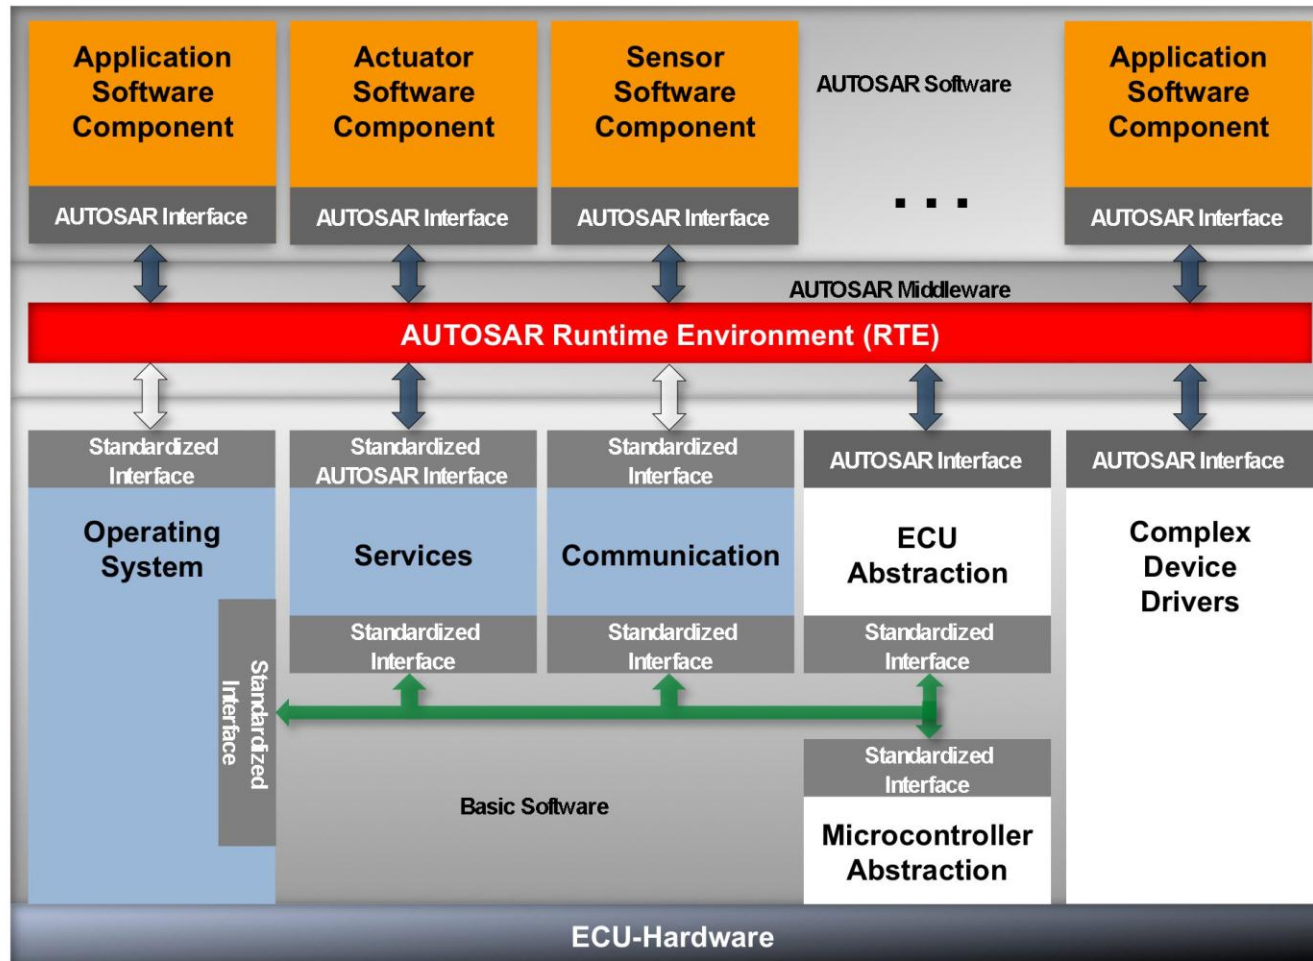 Application
Software
Component
AUTOSAR Interface
Actuator
Software
Component
AUTOSAR Interface
Sensor
Software
Component
AUTOSAR Interface
AUTOSAR Software
. . .
Application
Software
Component
AUTOSAR Interface
AUTOSAR Middleware
AUTOSAR Runtime Environment (RTE)
Standardized
Interface
Operating
System
Standardized
Interface
Standardized
AUTOSAR Interface
Services
Standardized
Interface
Standardized
Interface
Communication
Standardized
Interface
AUTOSAR Interface
ECU
Abstraction
Standardized
Interface
Standardized
Interface
Microcontroller
Abstraction
AUTOSAR Interface
Complex
Device
Drivers
Basic Software
ECU-Hardware